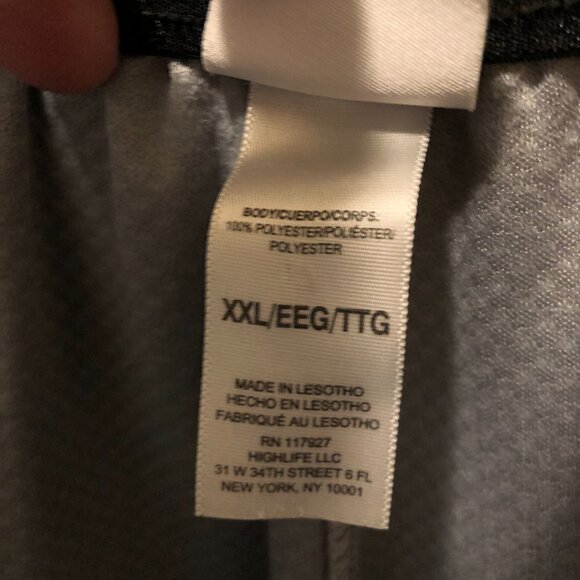 BODY/CUERPO/CORPS.
100% POLYESTER/POLIÉSTER/
POLYESTER
XXL/EEG/TTG
MADE IN LESOTHO
HECHO EN LESOTHO
FABRIQUÉ AU LESOTHO
RN 117927
HIGHLIFE LLC
31 W 34TH STREET 6 FL
NEW YORK, NY 10001